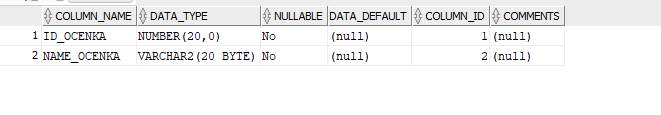 COLUMN_NAME DATA_TYPE NULLABLE DATA_DEFAULT COLUMN_ID COMMENTS
1 ID_OCENKA NUMBER(20,0) No (null) 1 (null)
2 NAME_OCENKA VARCHAR2(20 BYTE) No (null) 2 (null)